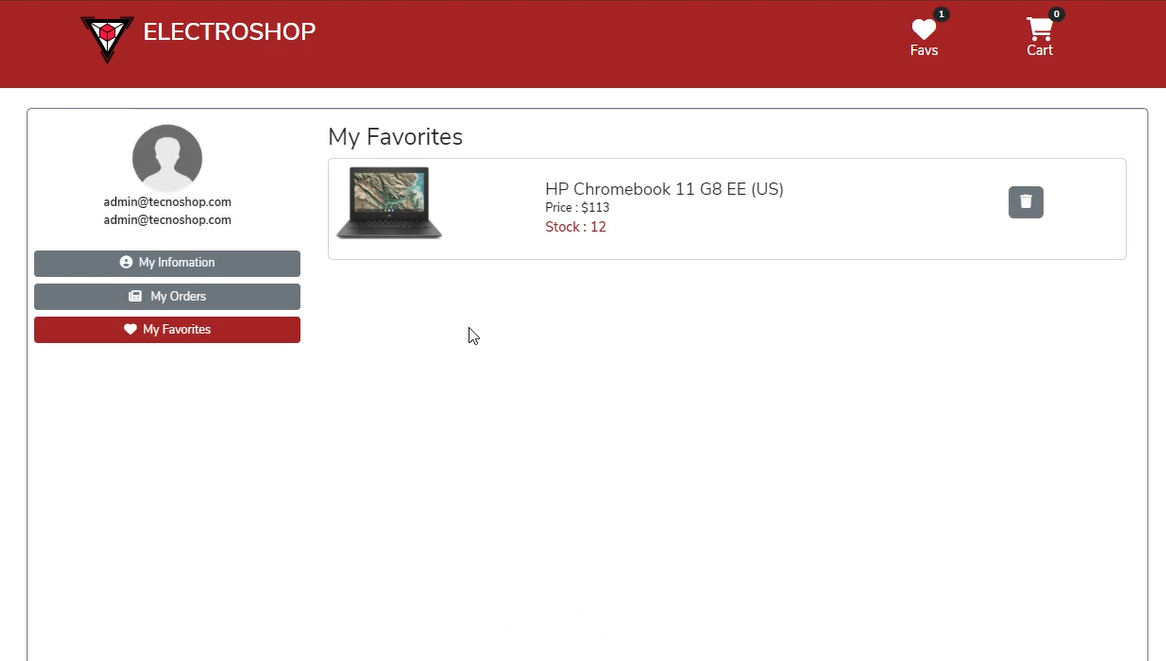 ELECTROSHOP
1
Favs
0
Cart
admin@tecnoshop.com
admin@tecnoshop.com
My Infomation
My Orders
My Favorites
My Favorites
HP Chromebook 11 G8 EE (US)
Price : $113
Stock : 12